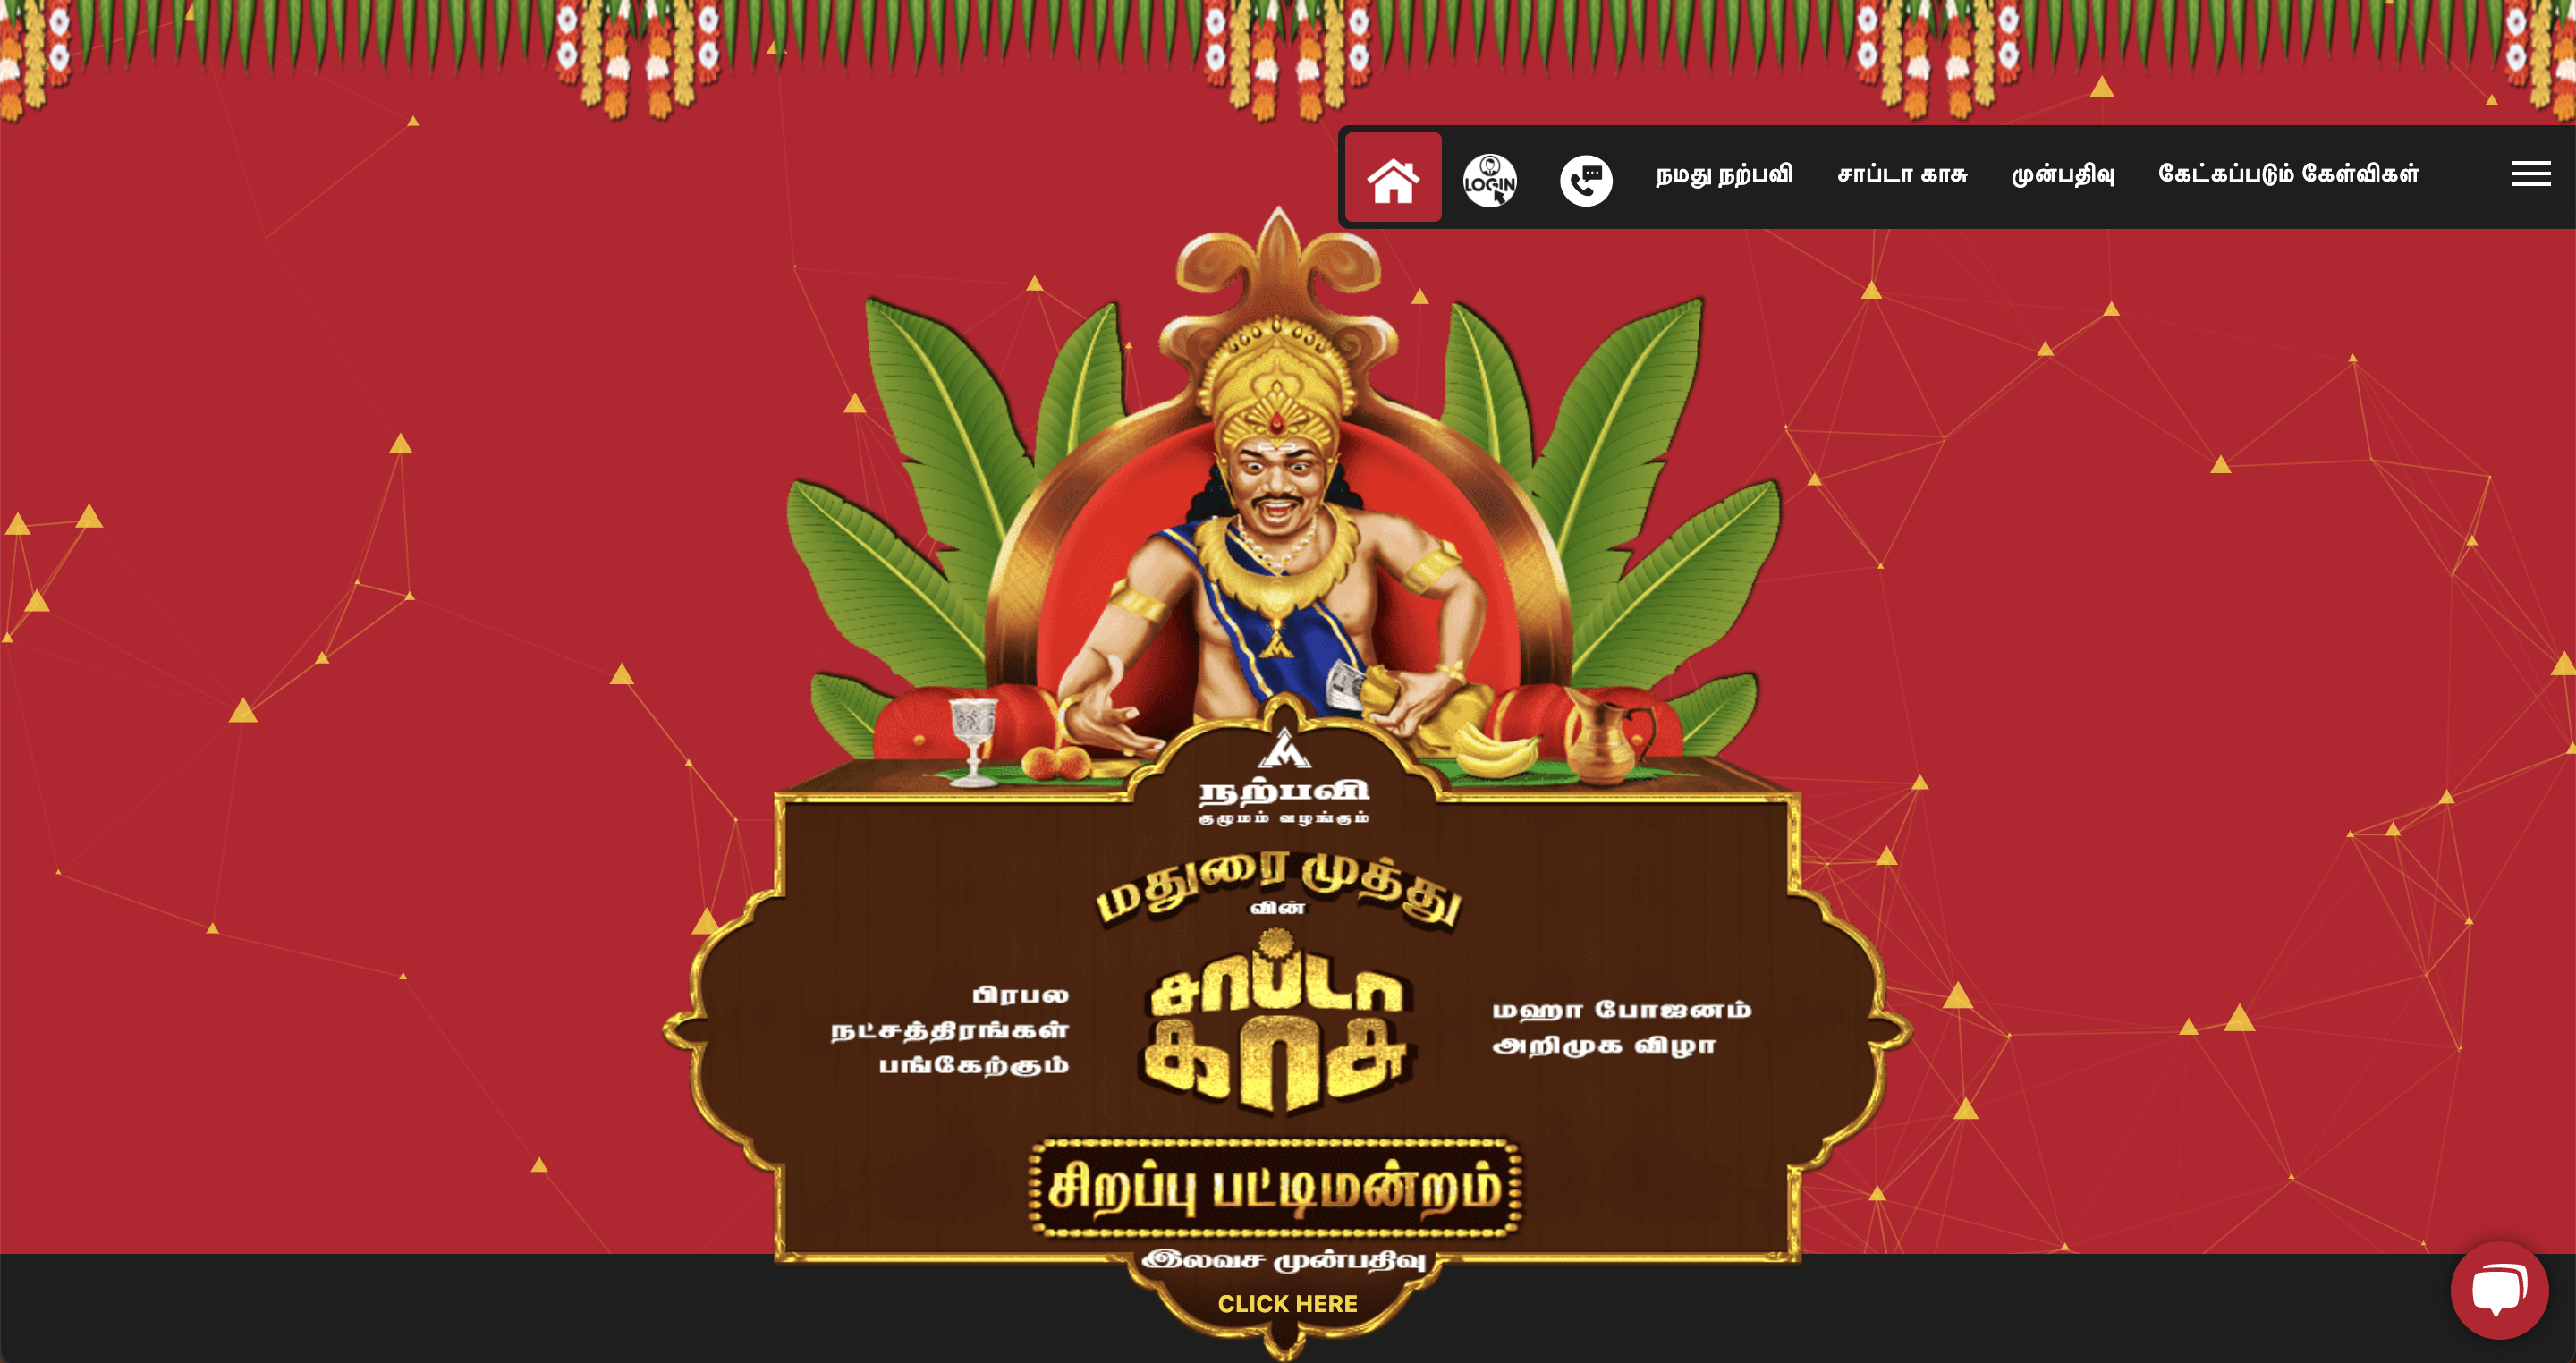 LOGIN
நமது நற்பவி
சாப்டா காசு
முன்பதிவு
கேட்கப்படும் கேள்விகள்
நற்பவி
குழுமம் வழங்கும்
மதுரை முத்து
வின்
சாப்டா
காசு
பிரபல
நட்சத்திரங்கள்
பங்கேற்கும்
மஹா போஜனம்
அறிமுக விழா
சிறப்பு பட்டிமன்றம்
இலவச முன்பதிவு
CLICK HERE